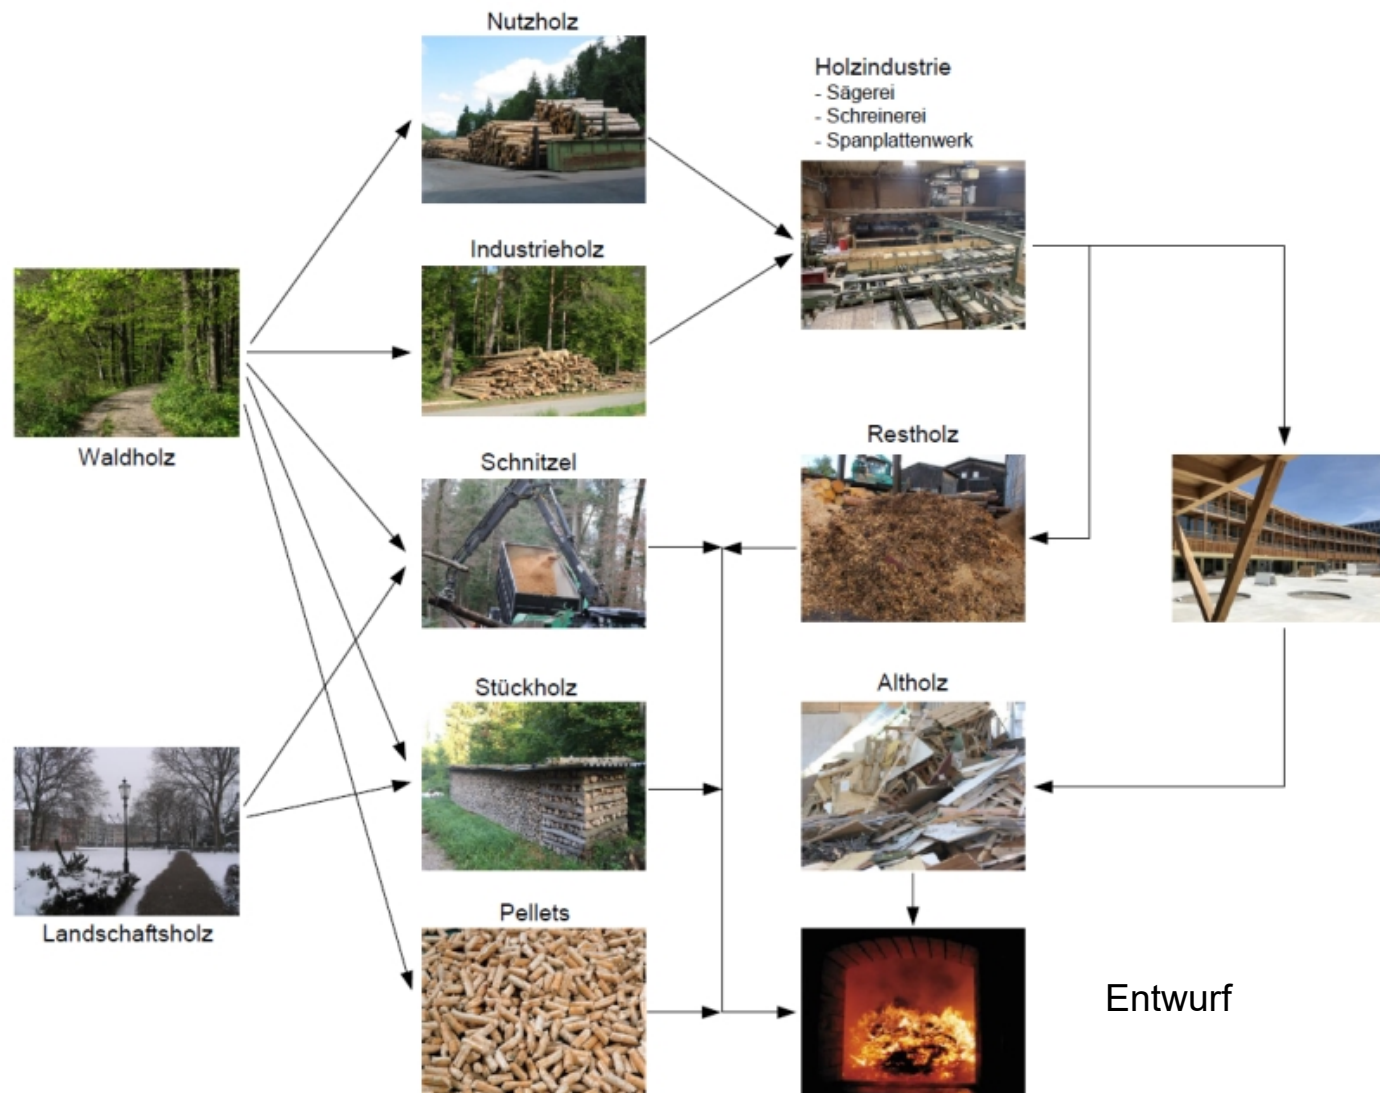 Nutzholz
Holzindustrie
- Sägerei
- Schreinerei
- Spanplattenwerk
Industrieholz
Waldholz
Schnitzel
Restholz
Stückholz
Altholz
Landschaftsholz
Pellets
Entwurf